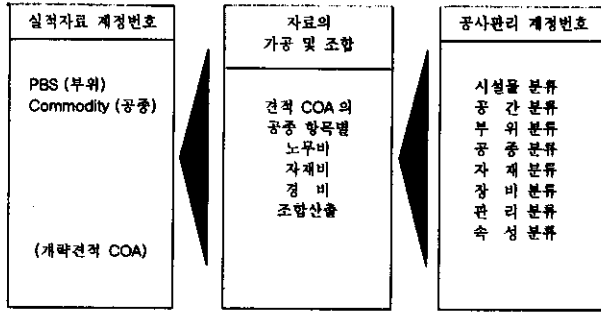 실적자료 계정번호
PBS (부위)
Commodity (공종)
(개략견적 COA)
자료의
가공 및 조합
견적 COA 의
공종 항목별
노무비
자재비
경 비
조합산출
공사관리 계정번호
시설물 분류
공 간 분류
부 위 분류
공 종 분류
자 재 분류
장 비 분류
관 리 분류
속 성 분류